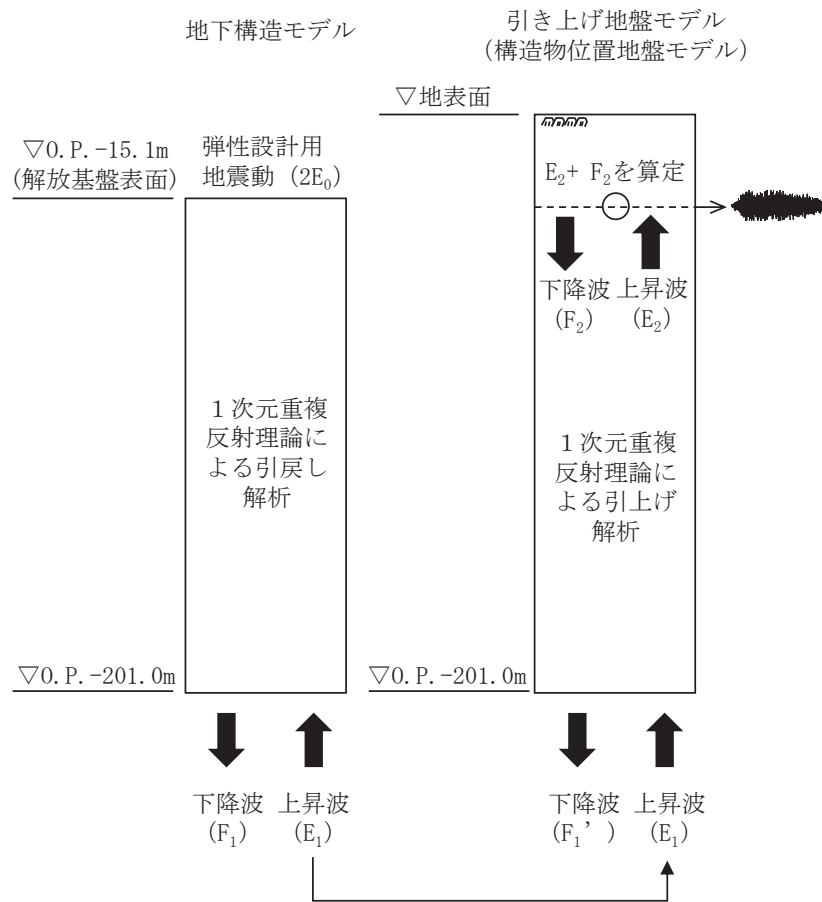 地下構造モデル
引き上げ地盤モデル
(構造物位置地盤モデル)
▽地表面
▽O.P.-15.1m
(解放基盤表面)
弾性設計用
地震動（2E₀）
E₂+ F₂を算定
下降波
(F₂)
上昇波
(E₂)
１次元重複
反射理論に
よる引戻し
解析
１次元重複
反射理論に
よる引上げ
解析
▽O.P.-201.0m
▽O.P.-201.0m
下降波
(F₁)
上昇波
(E₁)
下降波
(F₁’)
上昇波
(E₁)